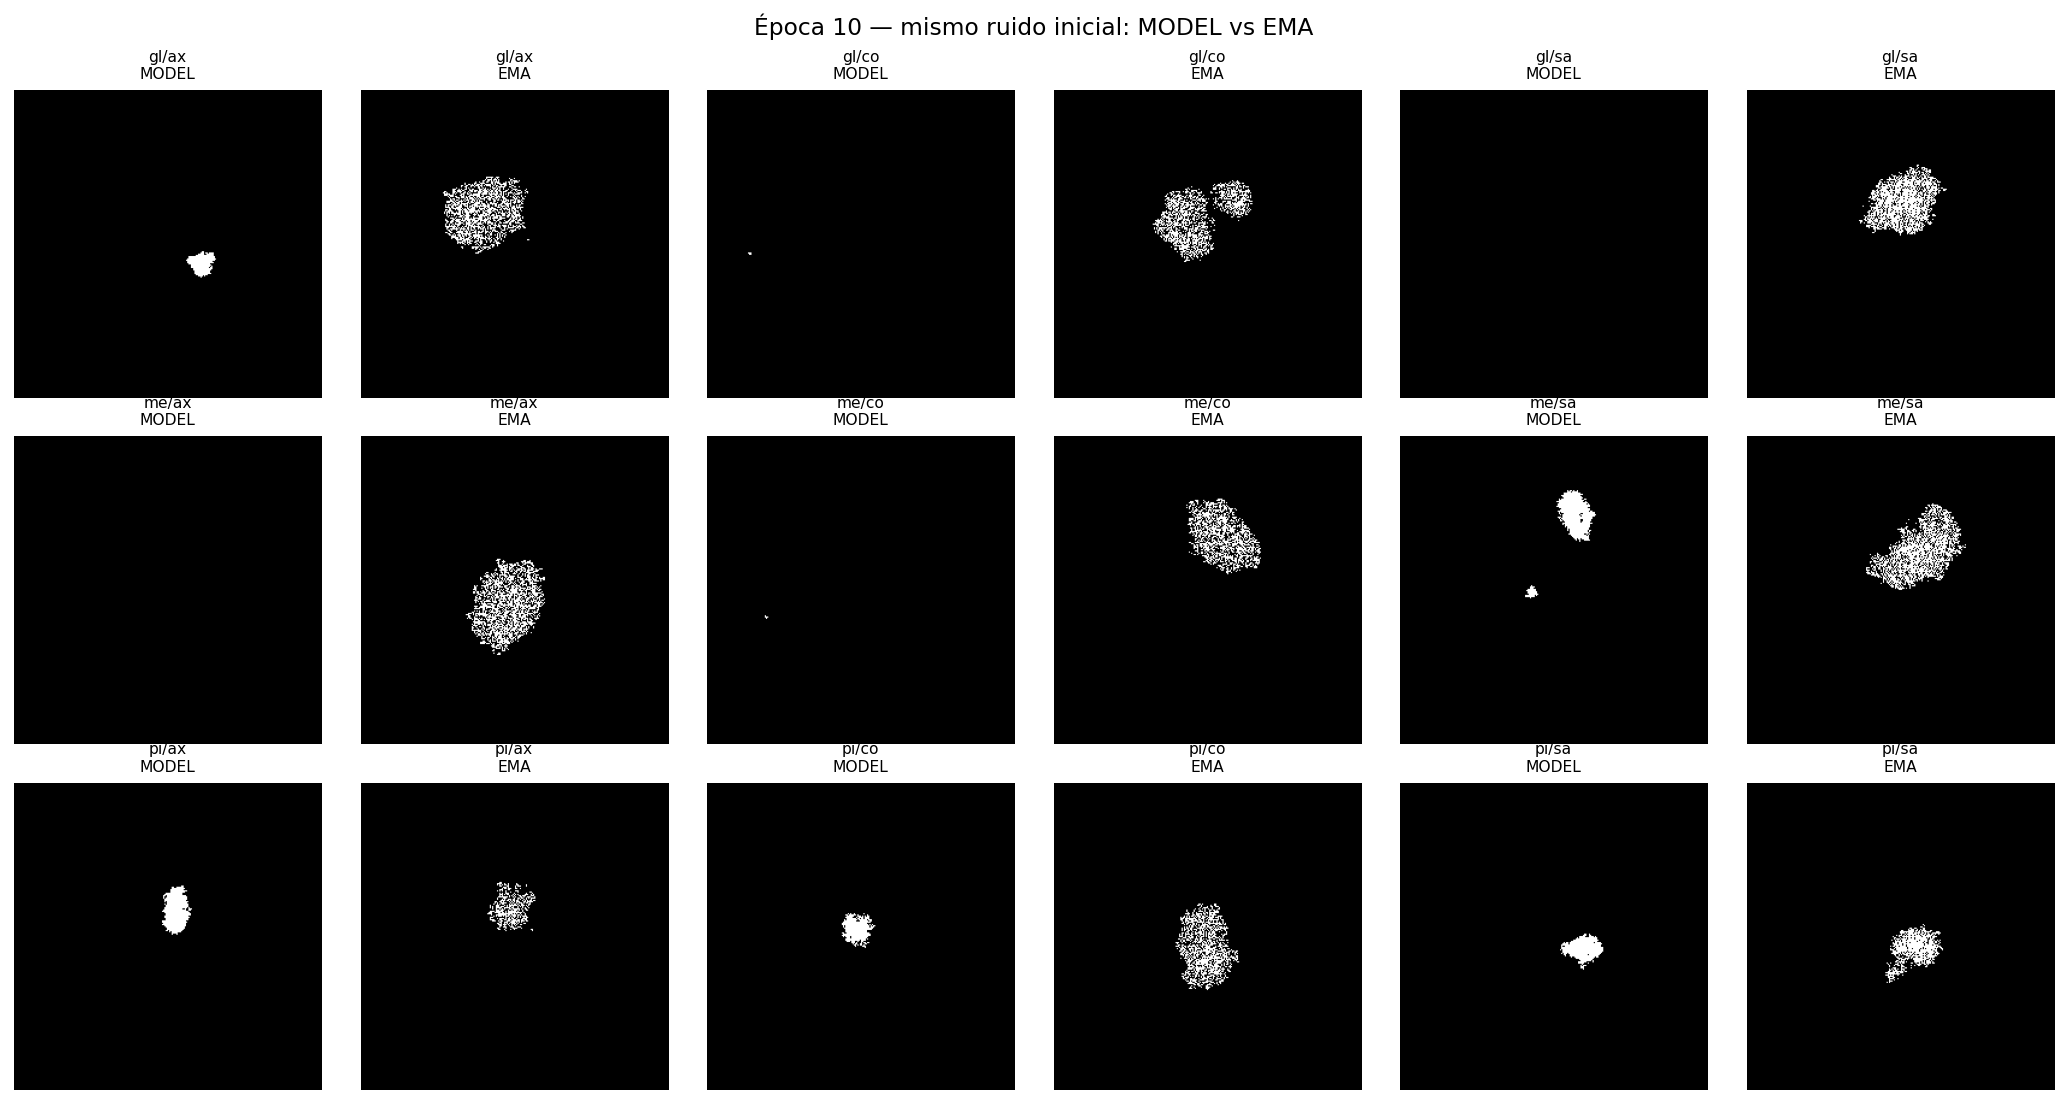 Época 10 — mismo ruido inicial: MODEL vs EMA
gl/ax
MODEL
gl/ax
EMA
gl/co
MODEL
gl/co
EMA
gl/sa
MODEL
gl/sa
EMA
me/ax
MODEL
me/ax
EMA
me/co
MODEL
me/co
EMA
me/sa
MODEL
me/sa
EMA
pi/ax
MODEL
pi/ax
EMA
pi/co
MODEL
pi/co
EMA
pi/sa
MODEL
pi/sa
EMA